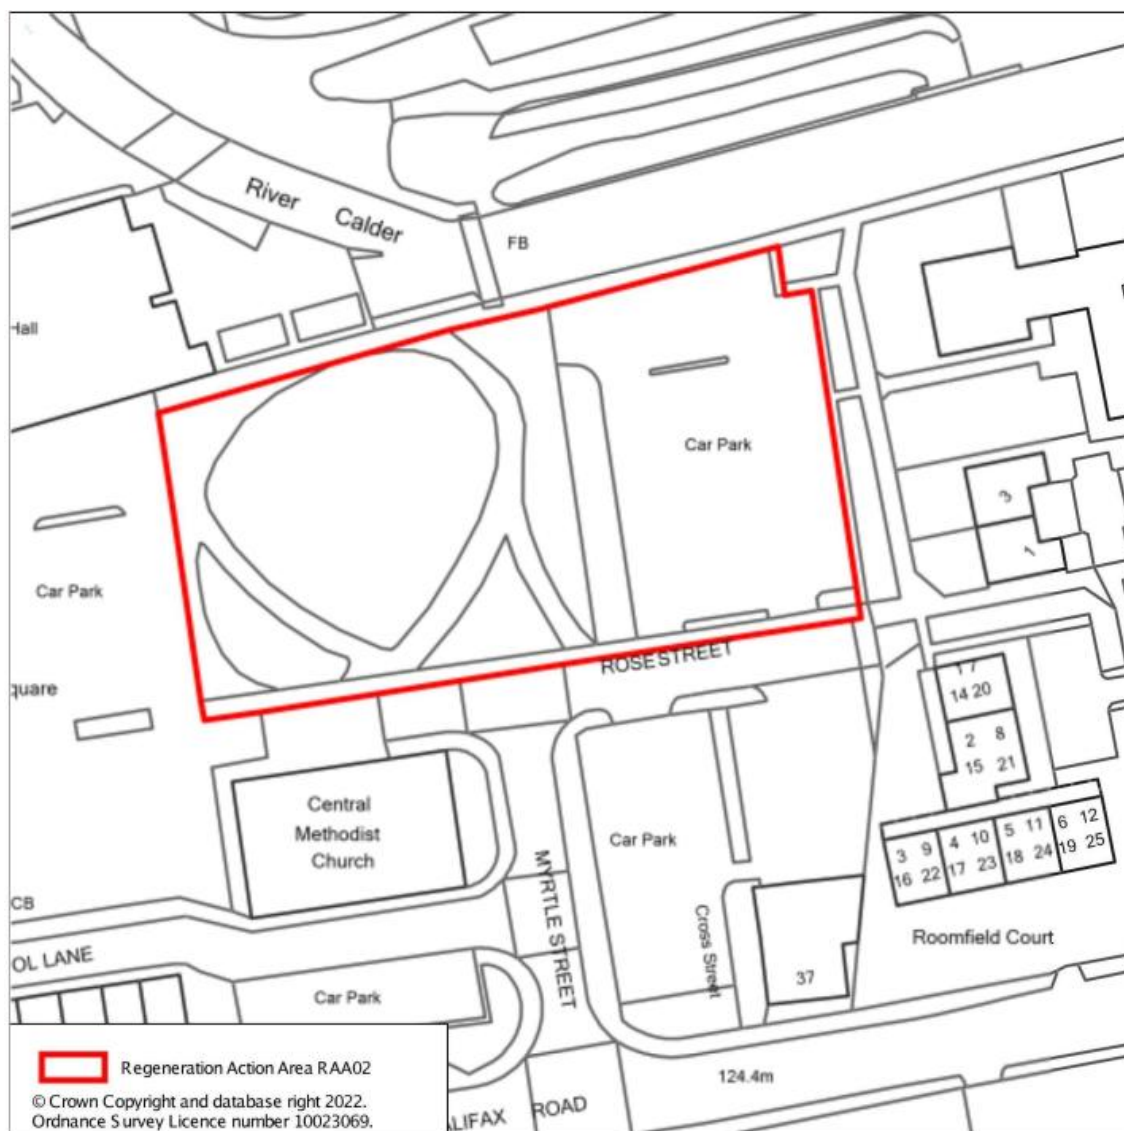 River Calder
FB
Hall
Car Park
3
1
Car Park
quare
ROSE STREET
17
14 20
2 8
15 21
Central
Methodist
Church
Car Park
MYRTLE STREET
3 9
16 22
4 10
17 23
5 11
18 24
6 12
19 25
CB
OL LANE
Cross Street
Roomfield Court
37
Car Park
124.4m
ALIFAX ROAD
Regeneration Action Area RAA02
© Crown Copyright and database right 2022.
Ordnance Survey Licence number 10023069.